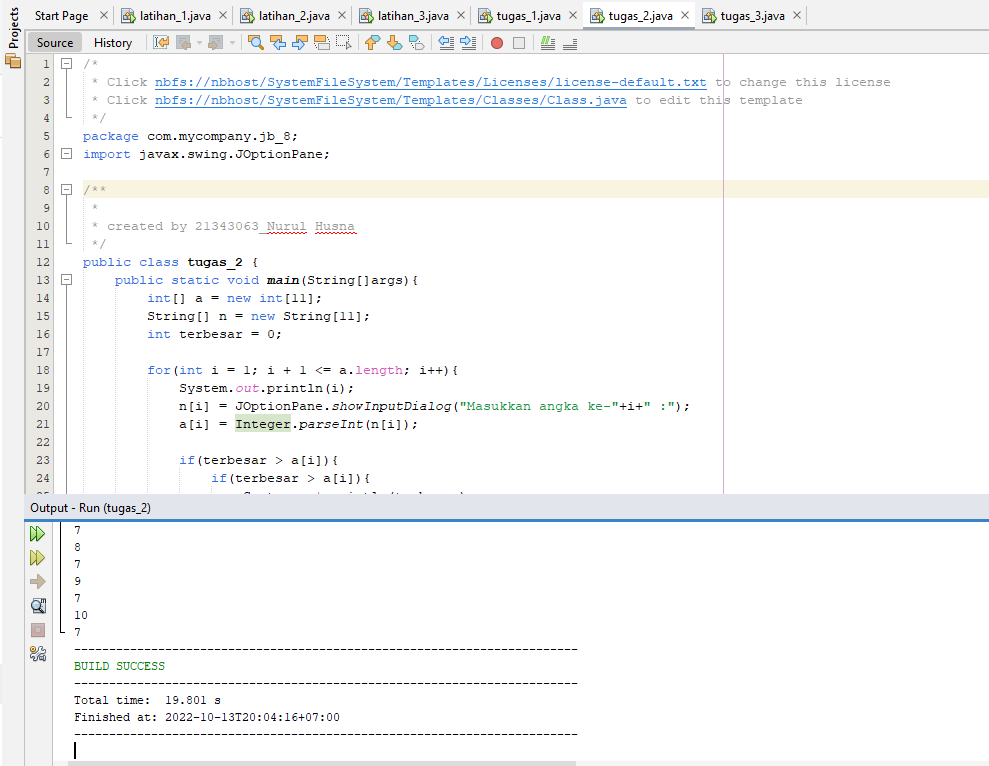 Projects
Start Page × latihan_1.java × latihan_2.java × latihan_3.java × tugas_1.java × tugas_2.java × tugas_3.java ×
Source History
1 /*
2 * Click nbfs://nbhost/SystemFileSystem/Templates/Licenses/license-default.txt to change this license
3 * Click nbfs://nbhost/SystemFileSystem/Templates/Classes/Class.java to edit this template
4 */
5 package com.mycompany.jb_8;
6 import javax.swing.JOptionPane;
7
8 /**
9 *
10 * created by 21343063_Nurul Husna
11 */
12 public class tugas_2 {
13 public static void main(String[]args){
14 int[] a = new int[11];
15 String[] n = new String[11];
16 int terbesar = 0;
17
18 for(int i = 1; i + 1 <= a.length; i++){
19 System.out.println(i);
20 n[i] = JOptionPane.showInputDialog("Masukkan angka ke-"+i+" :");
21 a[i] = Integer.parseInt(n[i]);
22
23 if(terbesar > a[i]){
24 if(terbesar > a[i]){
Output - Run (tugas_2)
7
8
7
9
7
10
7
------------------------------------------------------------------------
BUILD SUCCESS
------------------------------------------------------------------------
Total time:  19.801 s
Finished at: 2022-10-13T20:04:16+07:00
------------------------------------------------------------------------